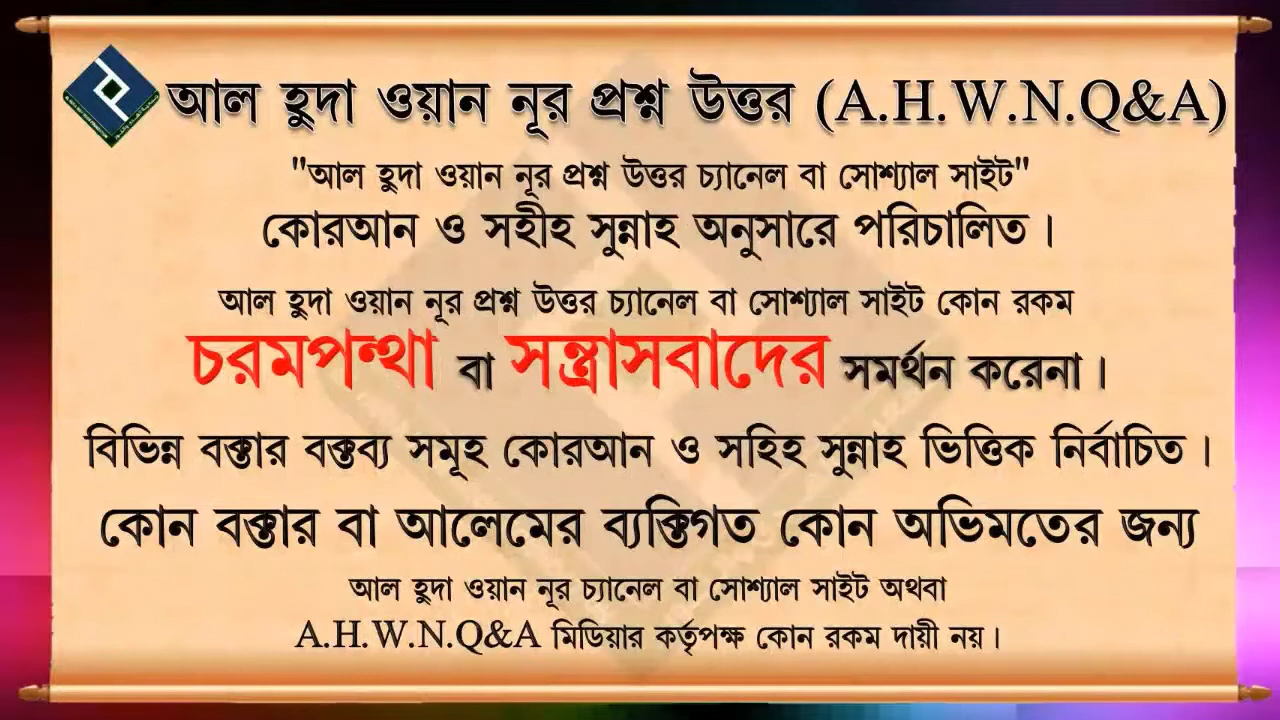 আল হুদা ওয়ান নূর প্রশ্ন উত্তর (A.H.W.N.Q&A)
"আল হুদা ওয়ান নূর প্রশ্ন উত্তর চ্যানেল বা সোশ্যাল সাইট"
কোরআন ও সহীহ সুন্নাহ অনুসারে পরিচালিত।
আল হুদা ওয়ান নূর প্রশ্ন উত্তর চ্যানেল বা সোশ্যাল সাইট কোন রকম
চরমপন্থা বা সন্ত্রাসবাদের সমর্থন করেনা।
বিভিন্ন বক্তার বক্তব্য সমূহ কোরআন ও সহিহ সুন্নাহ ভিত্তিক নির্বাচিত।
কোন বক্তার বা আলেমের ব্যক্তিগত কোন অভিমতের জন্য
আল হুদা ওয়ান নূর চ্যানেল বা সোশ্যাল সাইট অথবা
A.H.W.N.Q&A মিডিয়ার কর্তৃপক্ষ কোন রকম দায়ী নয়।